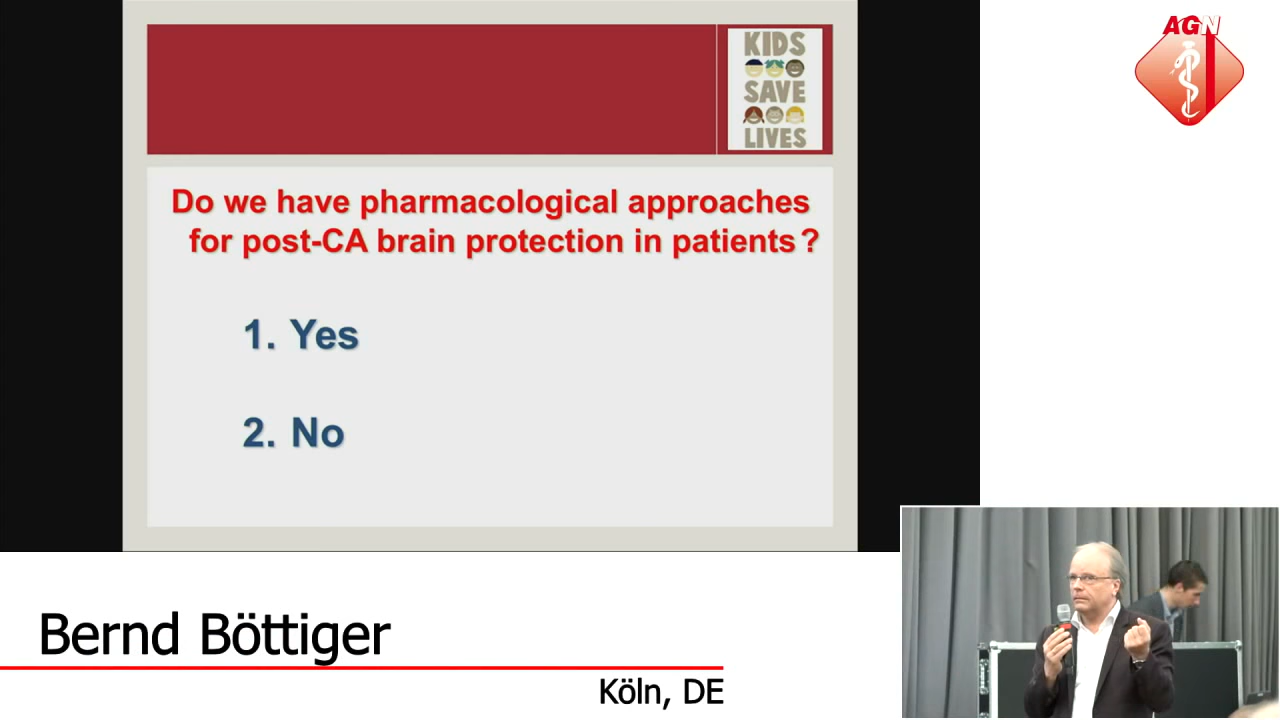 AGN
KIDS
SAVE
LIVES
Do we have pharmacological approaches
for post-CA brain protection in patients ?
1. Yes
2. No
Bernd Böttiger
Köln, DE